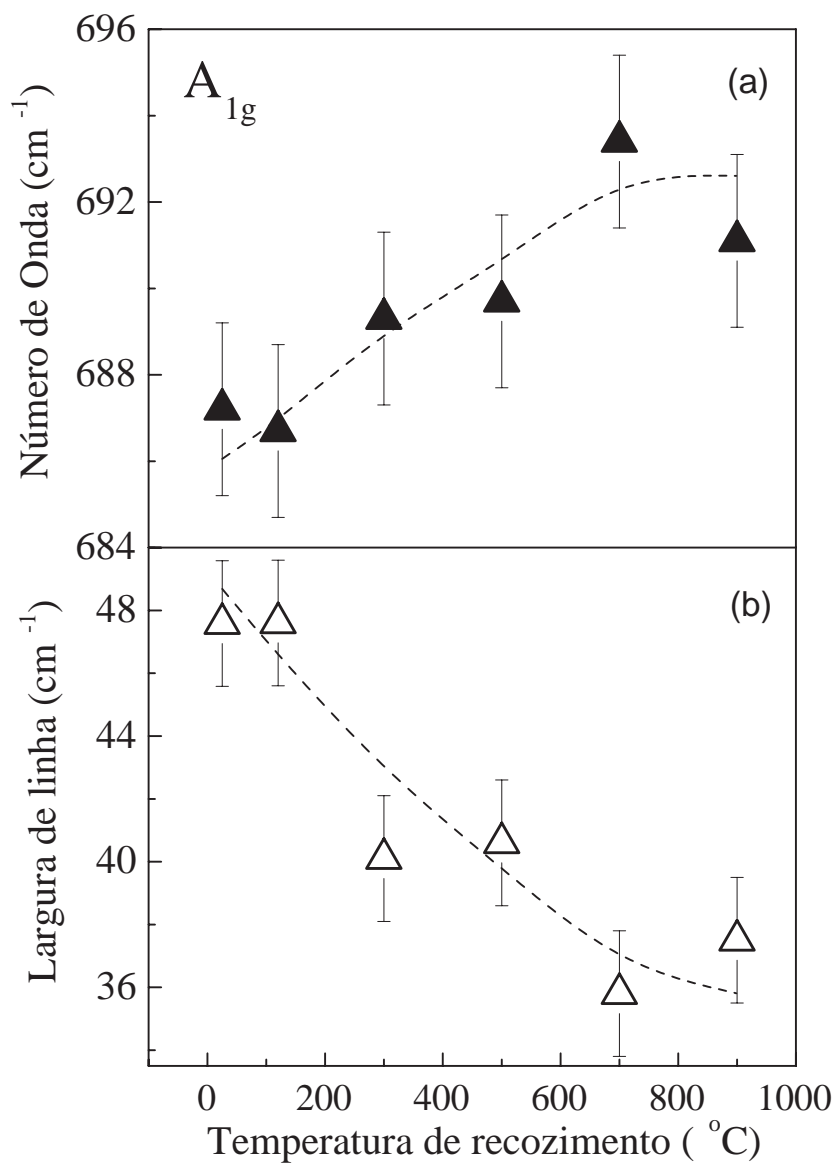 A1g
(a)
696
692
688
684
Número de Onda (cm -1)
(b)
48
44
40
36
Largura de linha (cm -1)
0 200 400 600 800 1000
Temperatura de recozimento ( oC)